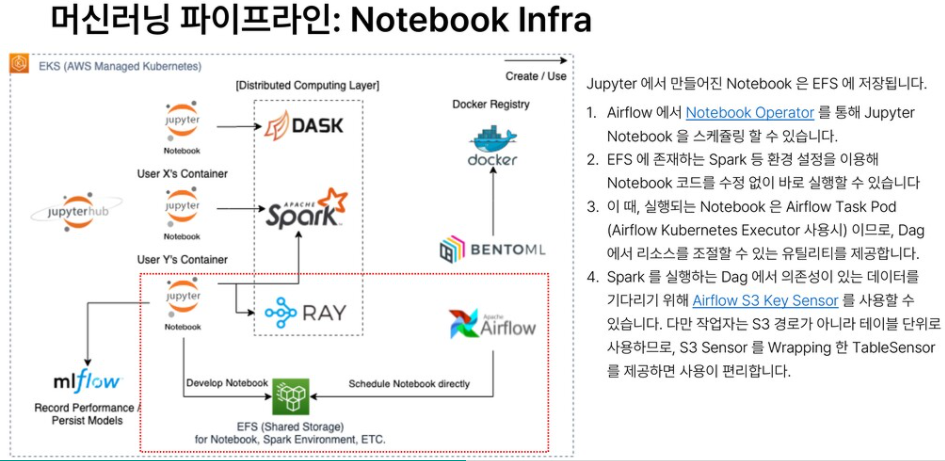 머신러닝 파이프라인: Notebook Infra
EKS (AWS Managed Kubernetes)
Create / Use
[Distributed Computing Layer]
Docker Registry
jupyter
Notebook
DASK
docker
User X's Container
jupyter
Notebook
APACHE
Spark
jupyterhub
BENTOML
User Y's Container
jupyter
Notebook
RAY
Apache
Airflow
mlflow
Record Performance /
Persist Models
Develop Notebook
Schedule Notebook directly
EFS (Shared Storage)
for Notebook, Spark Environment, ETC.
Jupyter 에서 만들어진 Notebook 은 EFS 에 저장됩니다.
1. Airflow 에서 Notebook Operator 를 통해 Jupyter
Notebook 을 스케쥴링 할 수 있습니다.
2. EFS 에 존재하는 Spark 등 환경 설정을 이용해
Notebook 코드를 수정 없이 바로 실행할 수 있습니다
3. 이 때, 실행되는 Notebook 은 Airflow Task Pod
(Airflow Kubernetes Executor 사용시) 이므로, Dag
에서 리소스를 조절할 수 있는 유틸리티를 제공합니다.
4. Spark 를 실행하는 Dag 에서 의존성이 있는 데이터를
기다리기 위해 Airflow S3 Key Sensor 를 사용할 수
있습니다. 다만 작업자는 S3 경로가 아니라 테이블 단위로
사용하므로, S3 Sensor 를 Wrapping 한 TableSensor
를 제공하면 사용이 편리합니다.